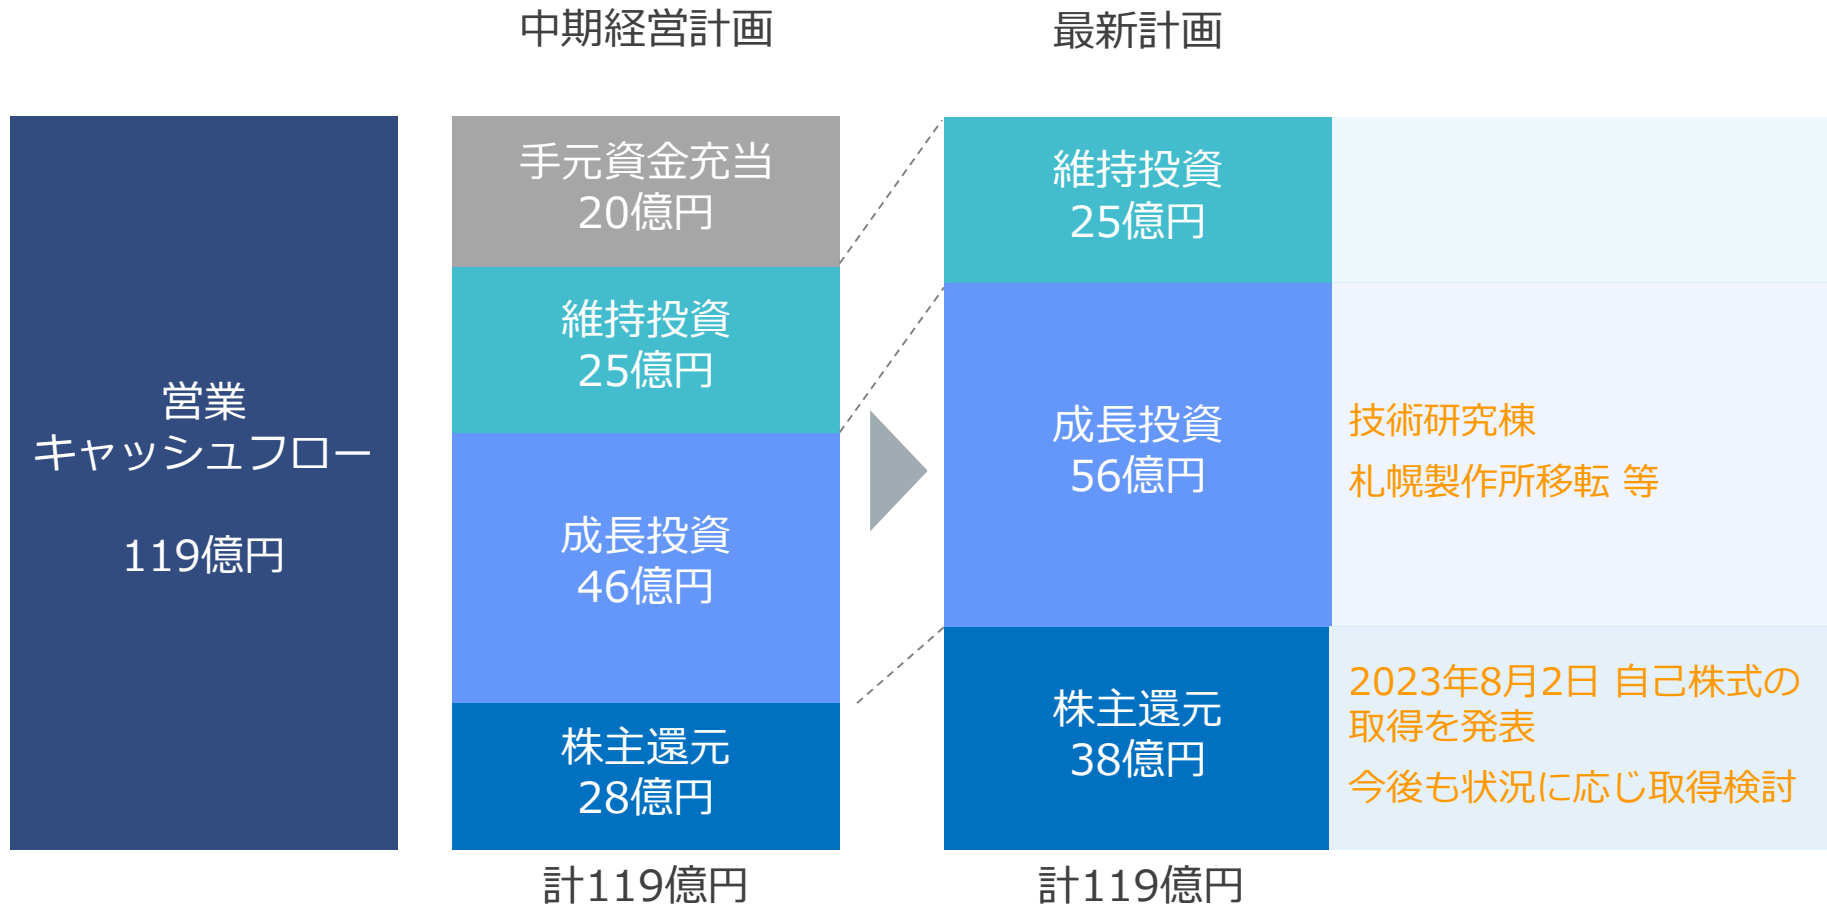 中期経営計画
最新計画
営業
キャッシュフロー
119億円
手元資金充当
20億円
維持投資
25億円
成長投資
46億円
株主還元
28億円
計119億円
維持投資
25億円
成長投資
56億円
技術研究棟
札幌製作所移転 等
株主還元
38億円
2023年8月2日 自己株式の
取得を発表
今後も状況に応じ取得検討
計119億円